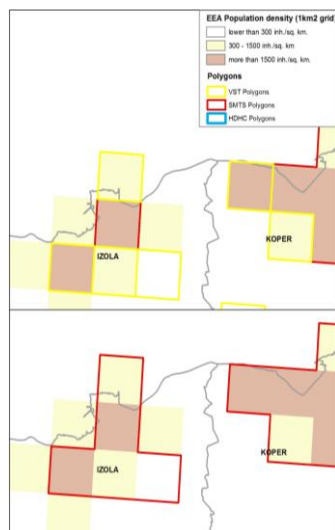 EEA Population density (1km2 grid)
lower than 300 inh./sq. km.
300 - 1500 inh./sq. km
more than 1500 inh./sq. km.
Polygons
VST Polygons
SMTS Polygons
HDHC Polygons
KOPER
IZOLA
KOPER
IZOLA